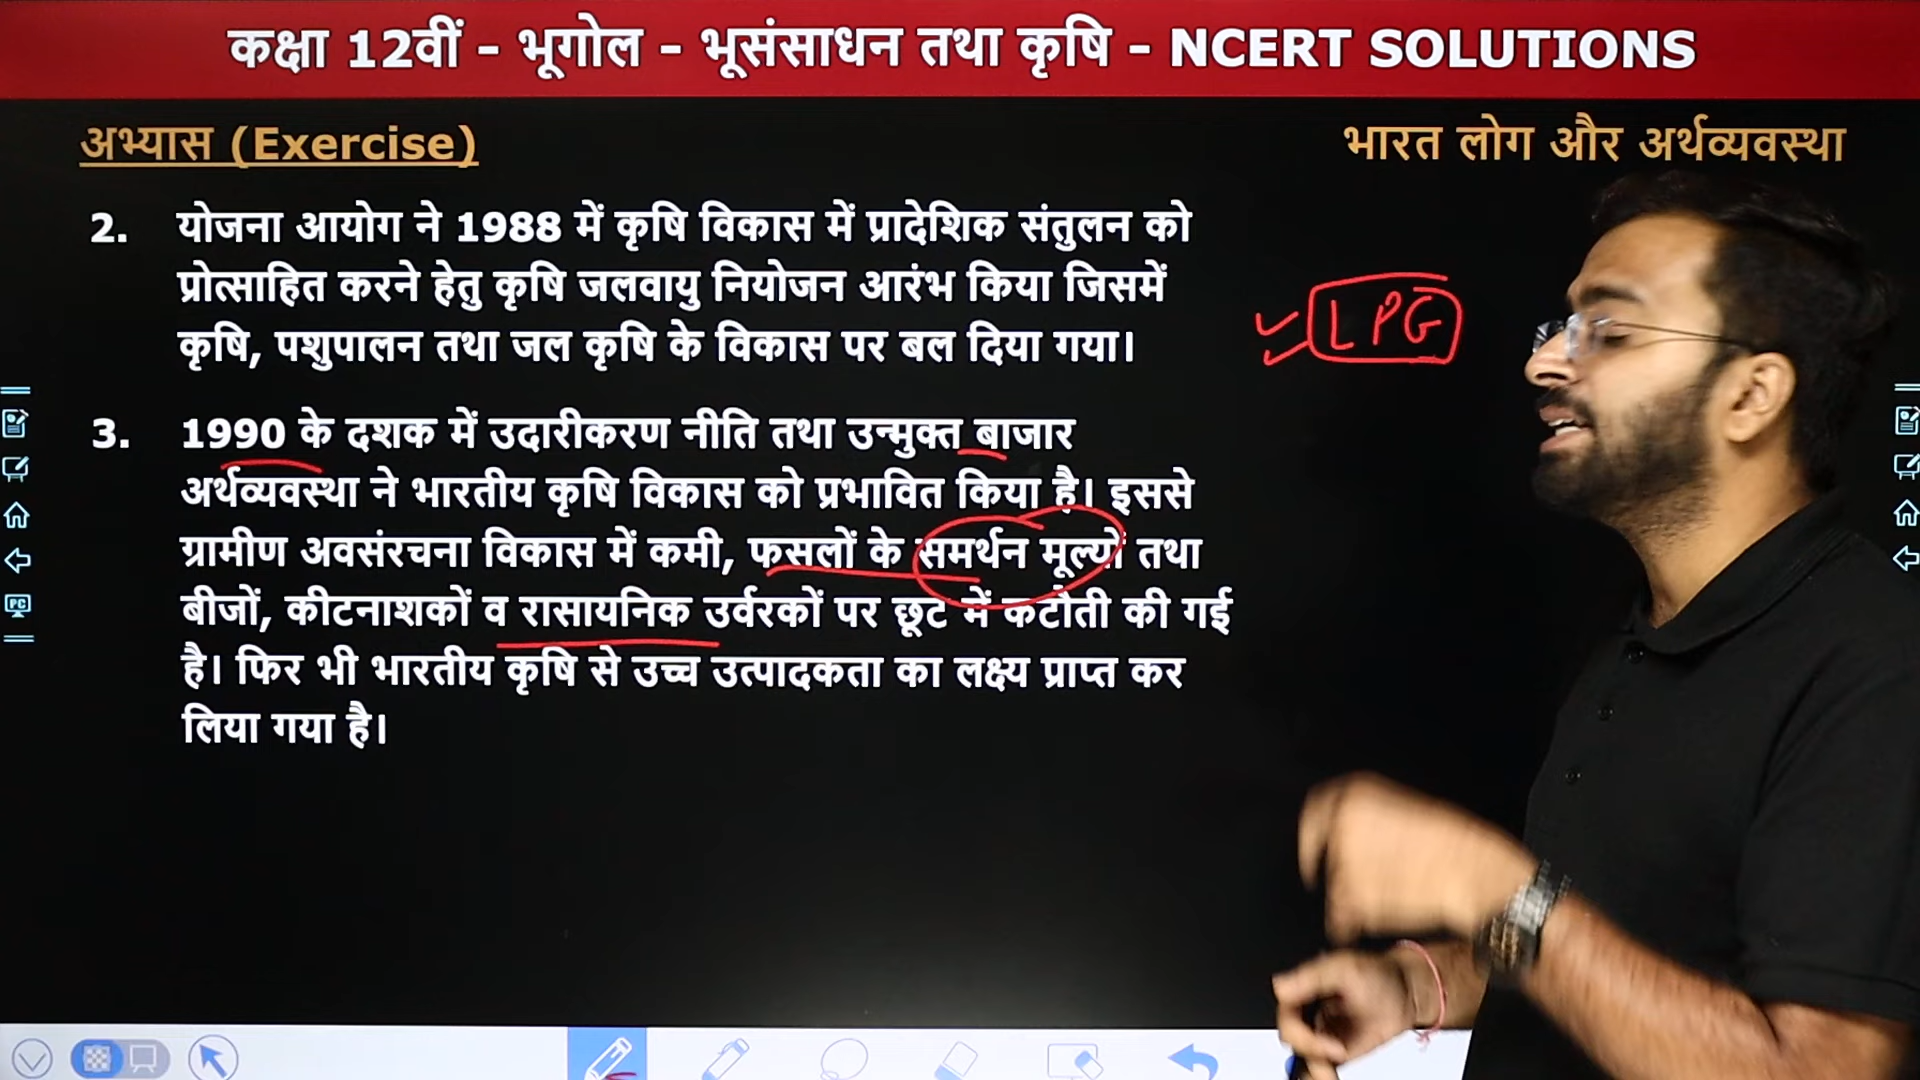 कक्षा 12वीं - भूगोल - भूसंसाधन तथा कृषि - NCERT SOLUTIONS
अभ्यास (Exercise)
भारत लोग और अर्थव्यवस्था
2. योजना आयोग ने 1988 में कृषि विकास में प्रादेशिक संतुलन को
प्रोत्साहित करने हेतु कृषि जलवायु नियोजन आरंभ किया जिसमें
कृषि, पशुपालन तथा जल कृषि के विकास पर बल दिया गया।
LPG
3. 1990 के दशक में उदारीकरण नीति तथा उन्मुक्त बाजार
अर्थव्यवस्था ने भारतीय कृषि विकास को प्रभावित किया है। इससे
ग्रामीण अवसंरचना विकास में कमी, फसलों के समर्थन मूल्यों तथा
बीजों, कीटनाशकों व रासायनिक उर्वरकों पर छूट में कटौती की गई
है। फिर भी भारतीय कृषि से उच्च उत्पादकता का लक्ष्य प्राप्त कर
लिया गया है।
PC